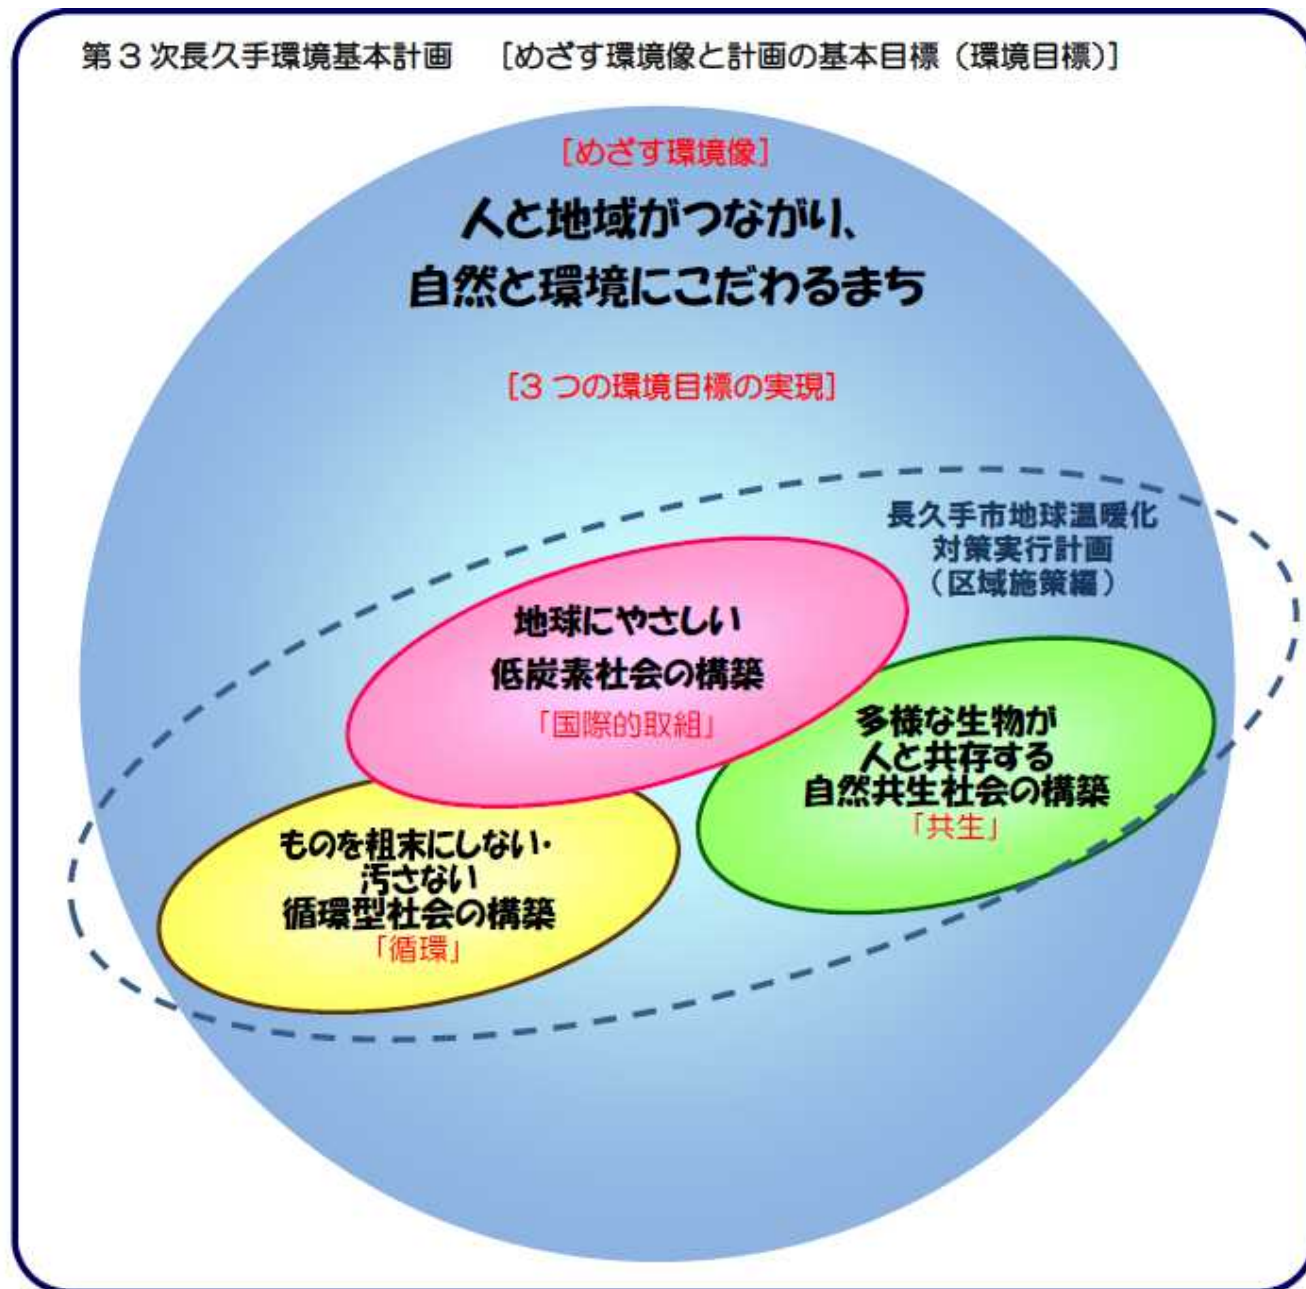 第3次長久手環境基本計画　[めざす環境像と計画の基本目標（環境目標）]
[めざす環境像]
人と地域がつながり、
自然と環境にこだわるまち
[3つの環境目標の実現]
長久手市地球温暖化
対策実行計画
（区域施策編）
地球にやさしい
低炭素社会の構築
「国際的取組」
多様な生物が
人と共存する
自然共生社会の構築
「共生」
ものを粗末にしない・
汚さない
循環型社会の構築
「循環」